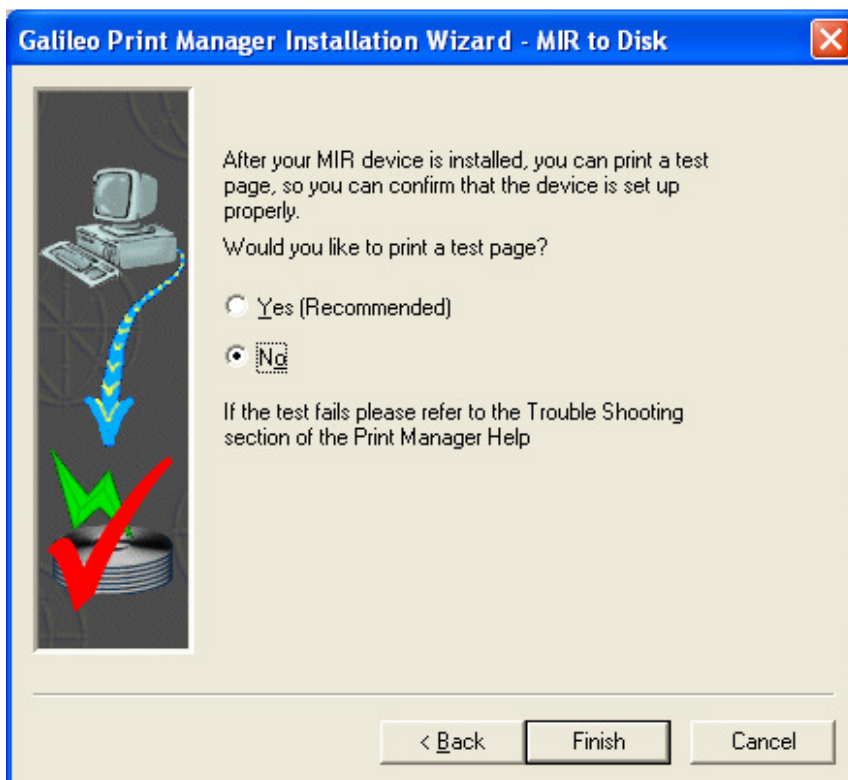 Galileo Print Manager Installation Wizard - MIR to Disk
After your MIR device is installed, you can print a test
page, so you can confirm that the device is set up
properly.
Would you like to print a test page?
Yes (Recommended)
No
If the test fails please refer to the Trouble Shooting
section of the Print Manager Help
< Back
Finish
Cancel